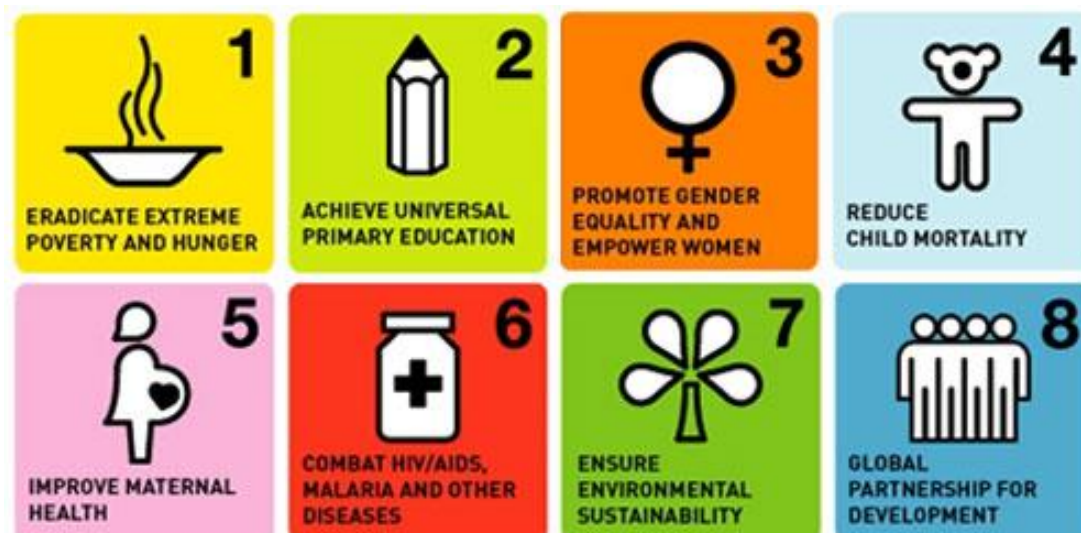 1
ERADICATE EXTREME
POVERTY AND HUNGER
2
ACHIEVE UNIVERSAL
PRIMARY EDUCATION
3
PROMOTE GENDER
EQUALITY AND
EMPOWER WOMEN
4
REDUCE
CHILD MORTALITY
5
IMPROVE MATERNAL
HEALTH
6
COMBAT HIV/AIDS,
MALARIA AND OTHER
DISEASES
7
ENSURE
ENVIRONMENTAL
SUSTAINABILITY
8
GLOBAL
PARTNERSHIP FOR
DEVELOPMENT